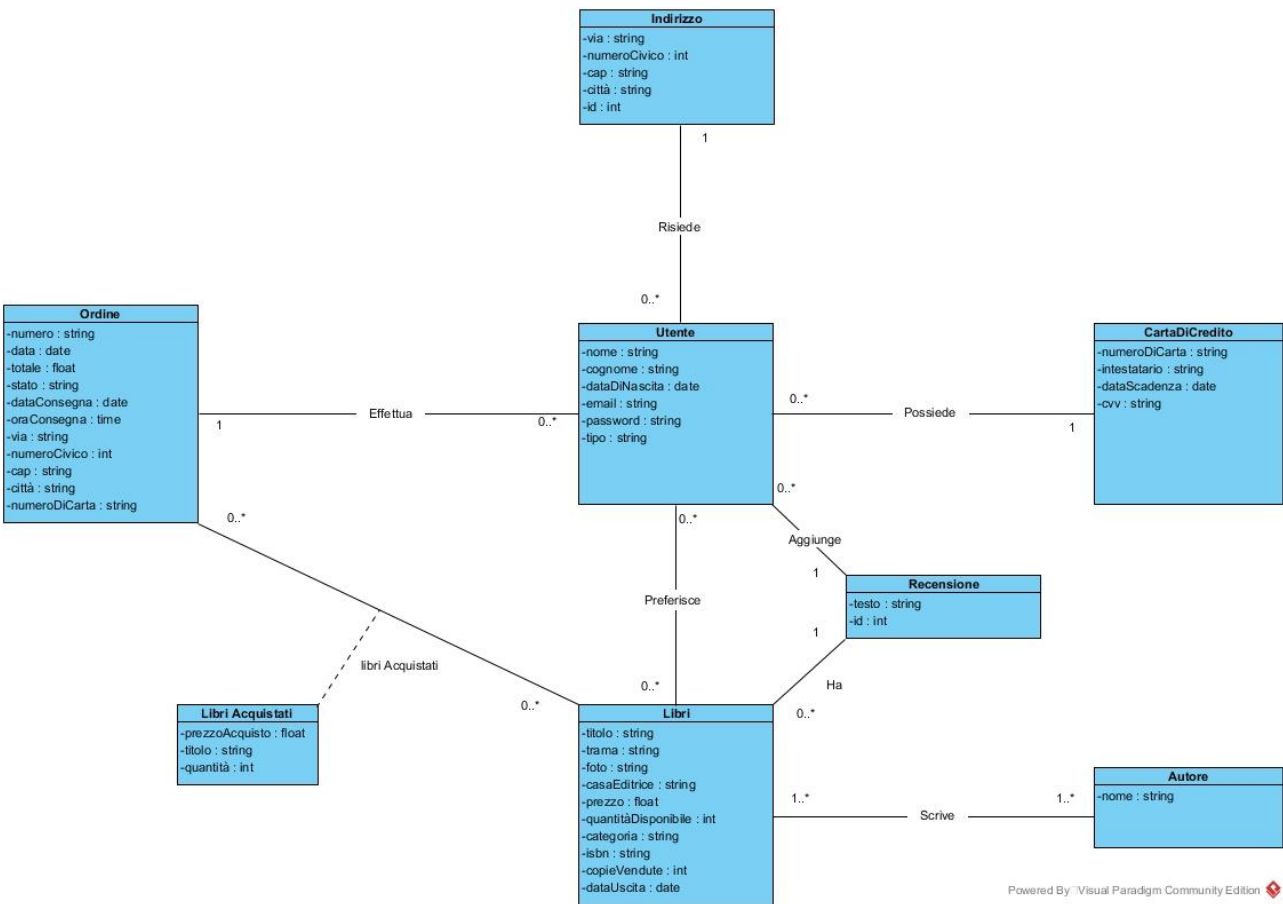 Indirizzo
-via : string
-numeroCivico : int
-cap : string
-città : string
-id : int
1
Risiede
0..*
Ordine
-numero : string
-data : date
-totale : float
-stato : string
-dataConsegna : date
-oraConsegna : time
-via : string
-numeroCivico : int
-cap : string
-città : string
-numeroDiCarta : string
1
Effettua
0..*
Utente
-nome : string
-cognome : string
-dataDiNascita : date
-email : string
-password : string
-tipo : string
0..*
Possiede
1
CartaDiCredito
-numeroDiCarta : string
-intestatario : string
-dataScadenza : date
-cvv : string
0..*
Aggiunge
1
Recensione
-testo : string
-id : int
1
Ha
0..*
0..*
Preferisce
0..*
0..*
libri Acquistati
0..*
Libri Acquistati
-prezzoAcquisto : float
-titolo : string
-quantità : int
Libri
-titolo : string
-trama : string
-foto : string
-casaEditrice : string
-prezzo : float
-quantitàDisponibile : int
-categoria : string
-isbn : string
-copieVendute : int
-dataUscita : date
1..*
Scrive
1..*
Autore
-nome : string
Powered By Visual Paradigm Community Edition